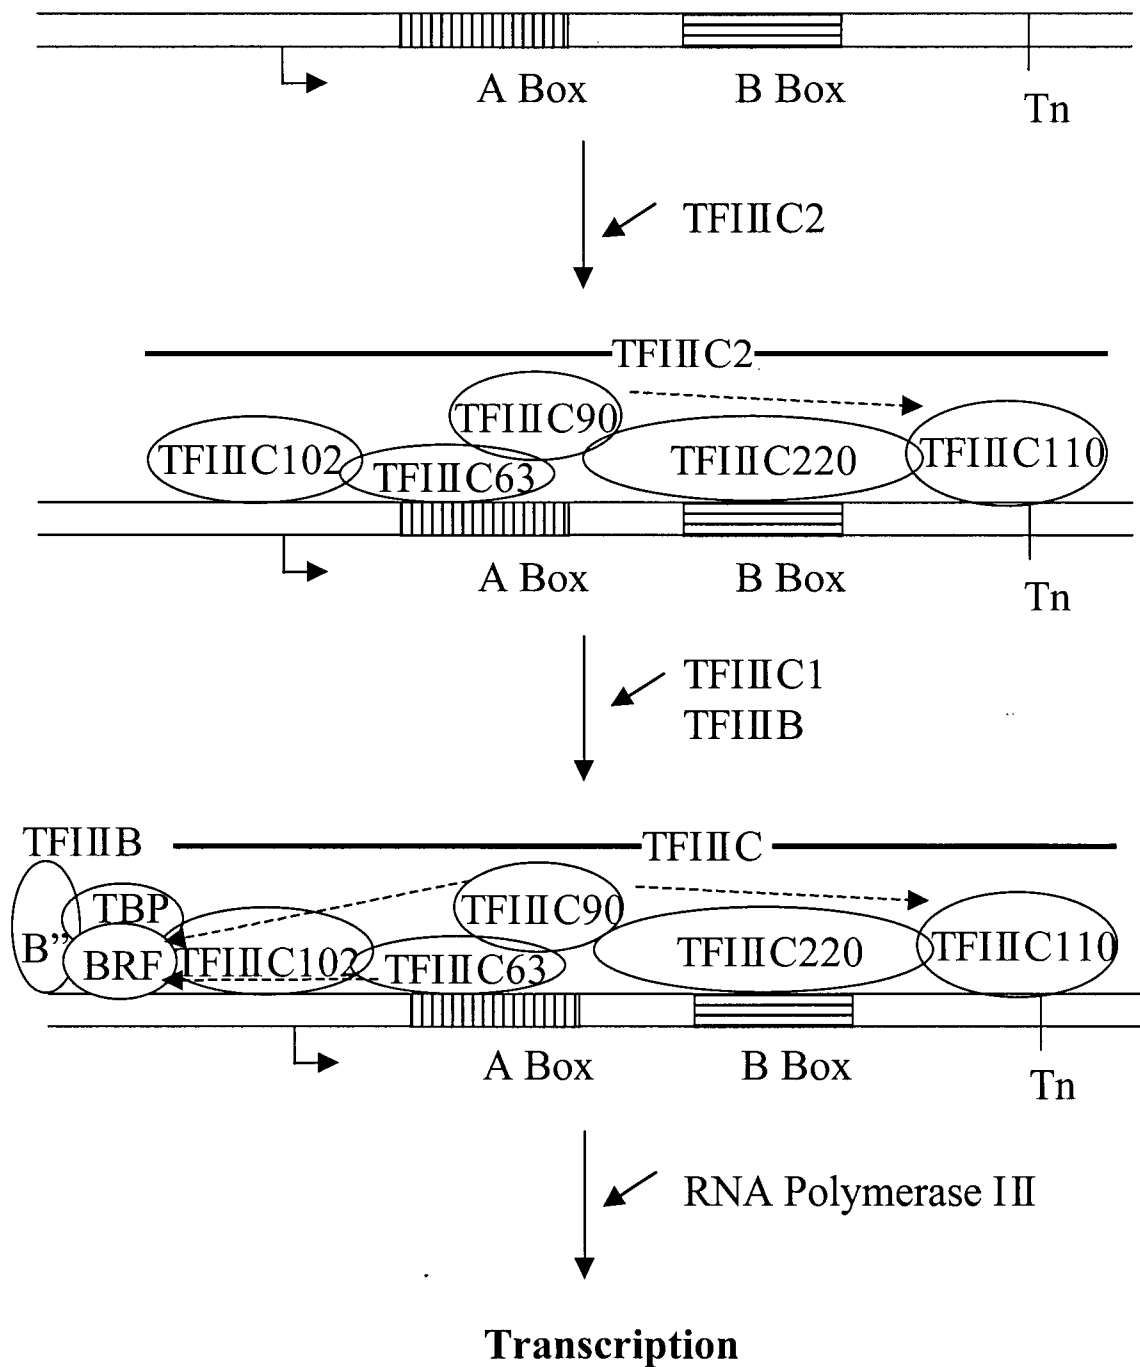 A Box B Box Tn
TFIIIC2
TFIIIC2
TFIIIC90
TFIIIC102 TFIIIC63 TFIIIC220 TFIIIC110
A Box B Box Tn
TFIIIC1
TFIIIB
TFIIIB TFIIIC
TBP TFIIIC90
B” BRF TFIIIC102 TFIIIC63 TFIIIC220 TFIIIC110
A Box B Box Tn
RNA Polymerase III
Transcription